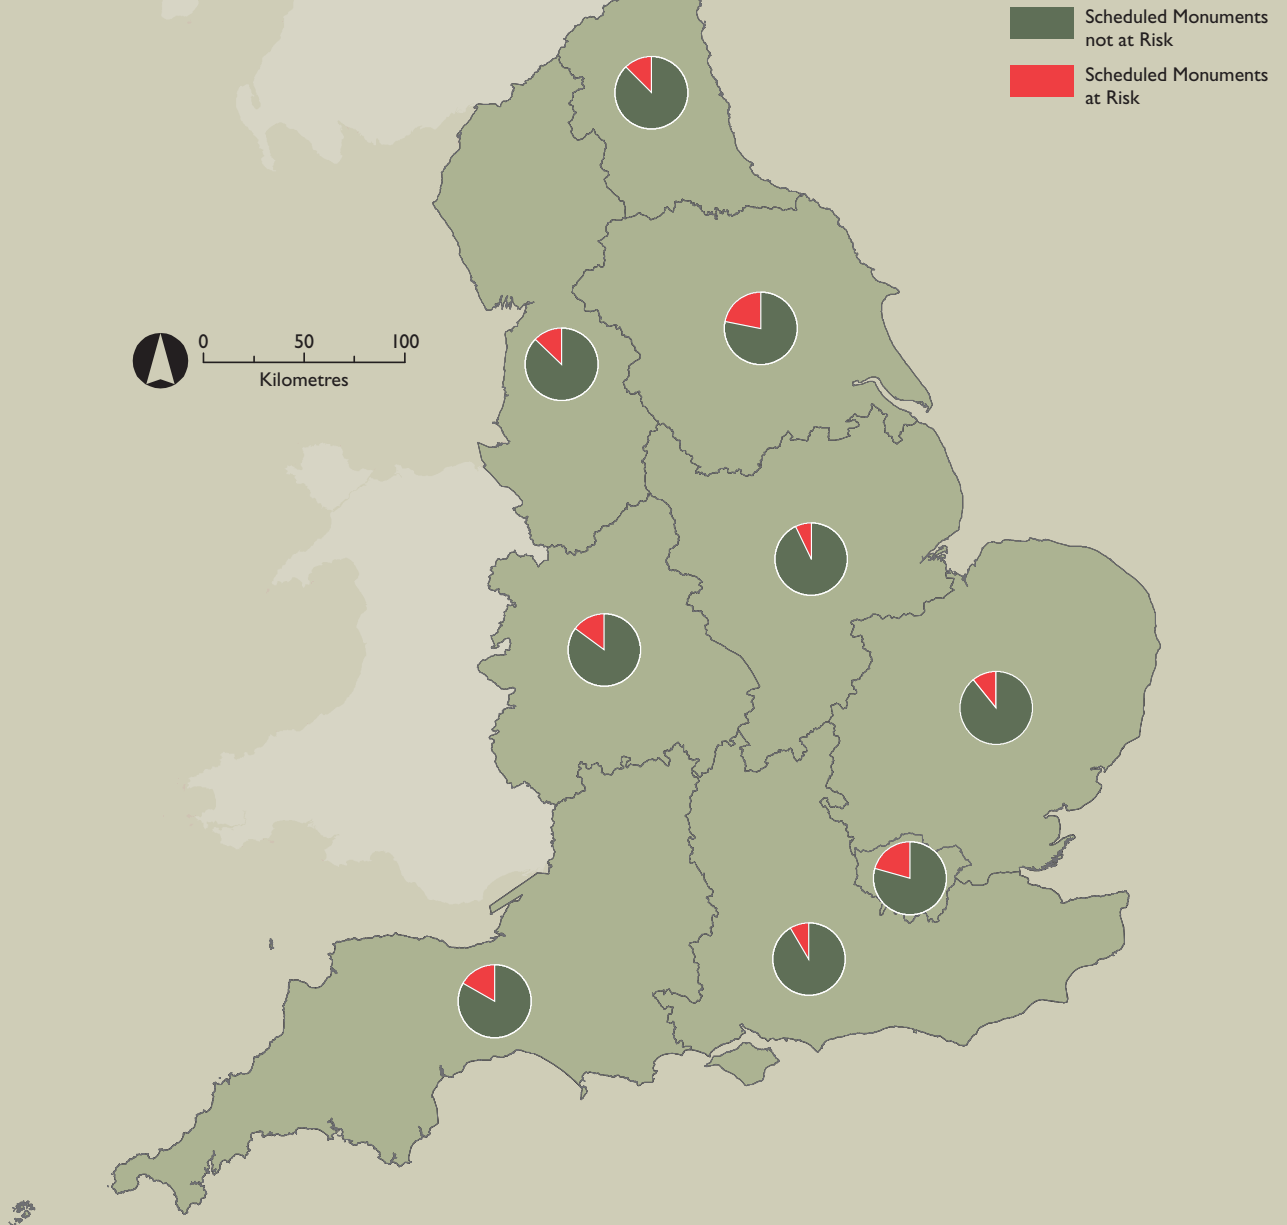 Scheduled Monuments
not at Risk
Scheduled Monuments
at Risk
0 50 100
Kilometres